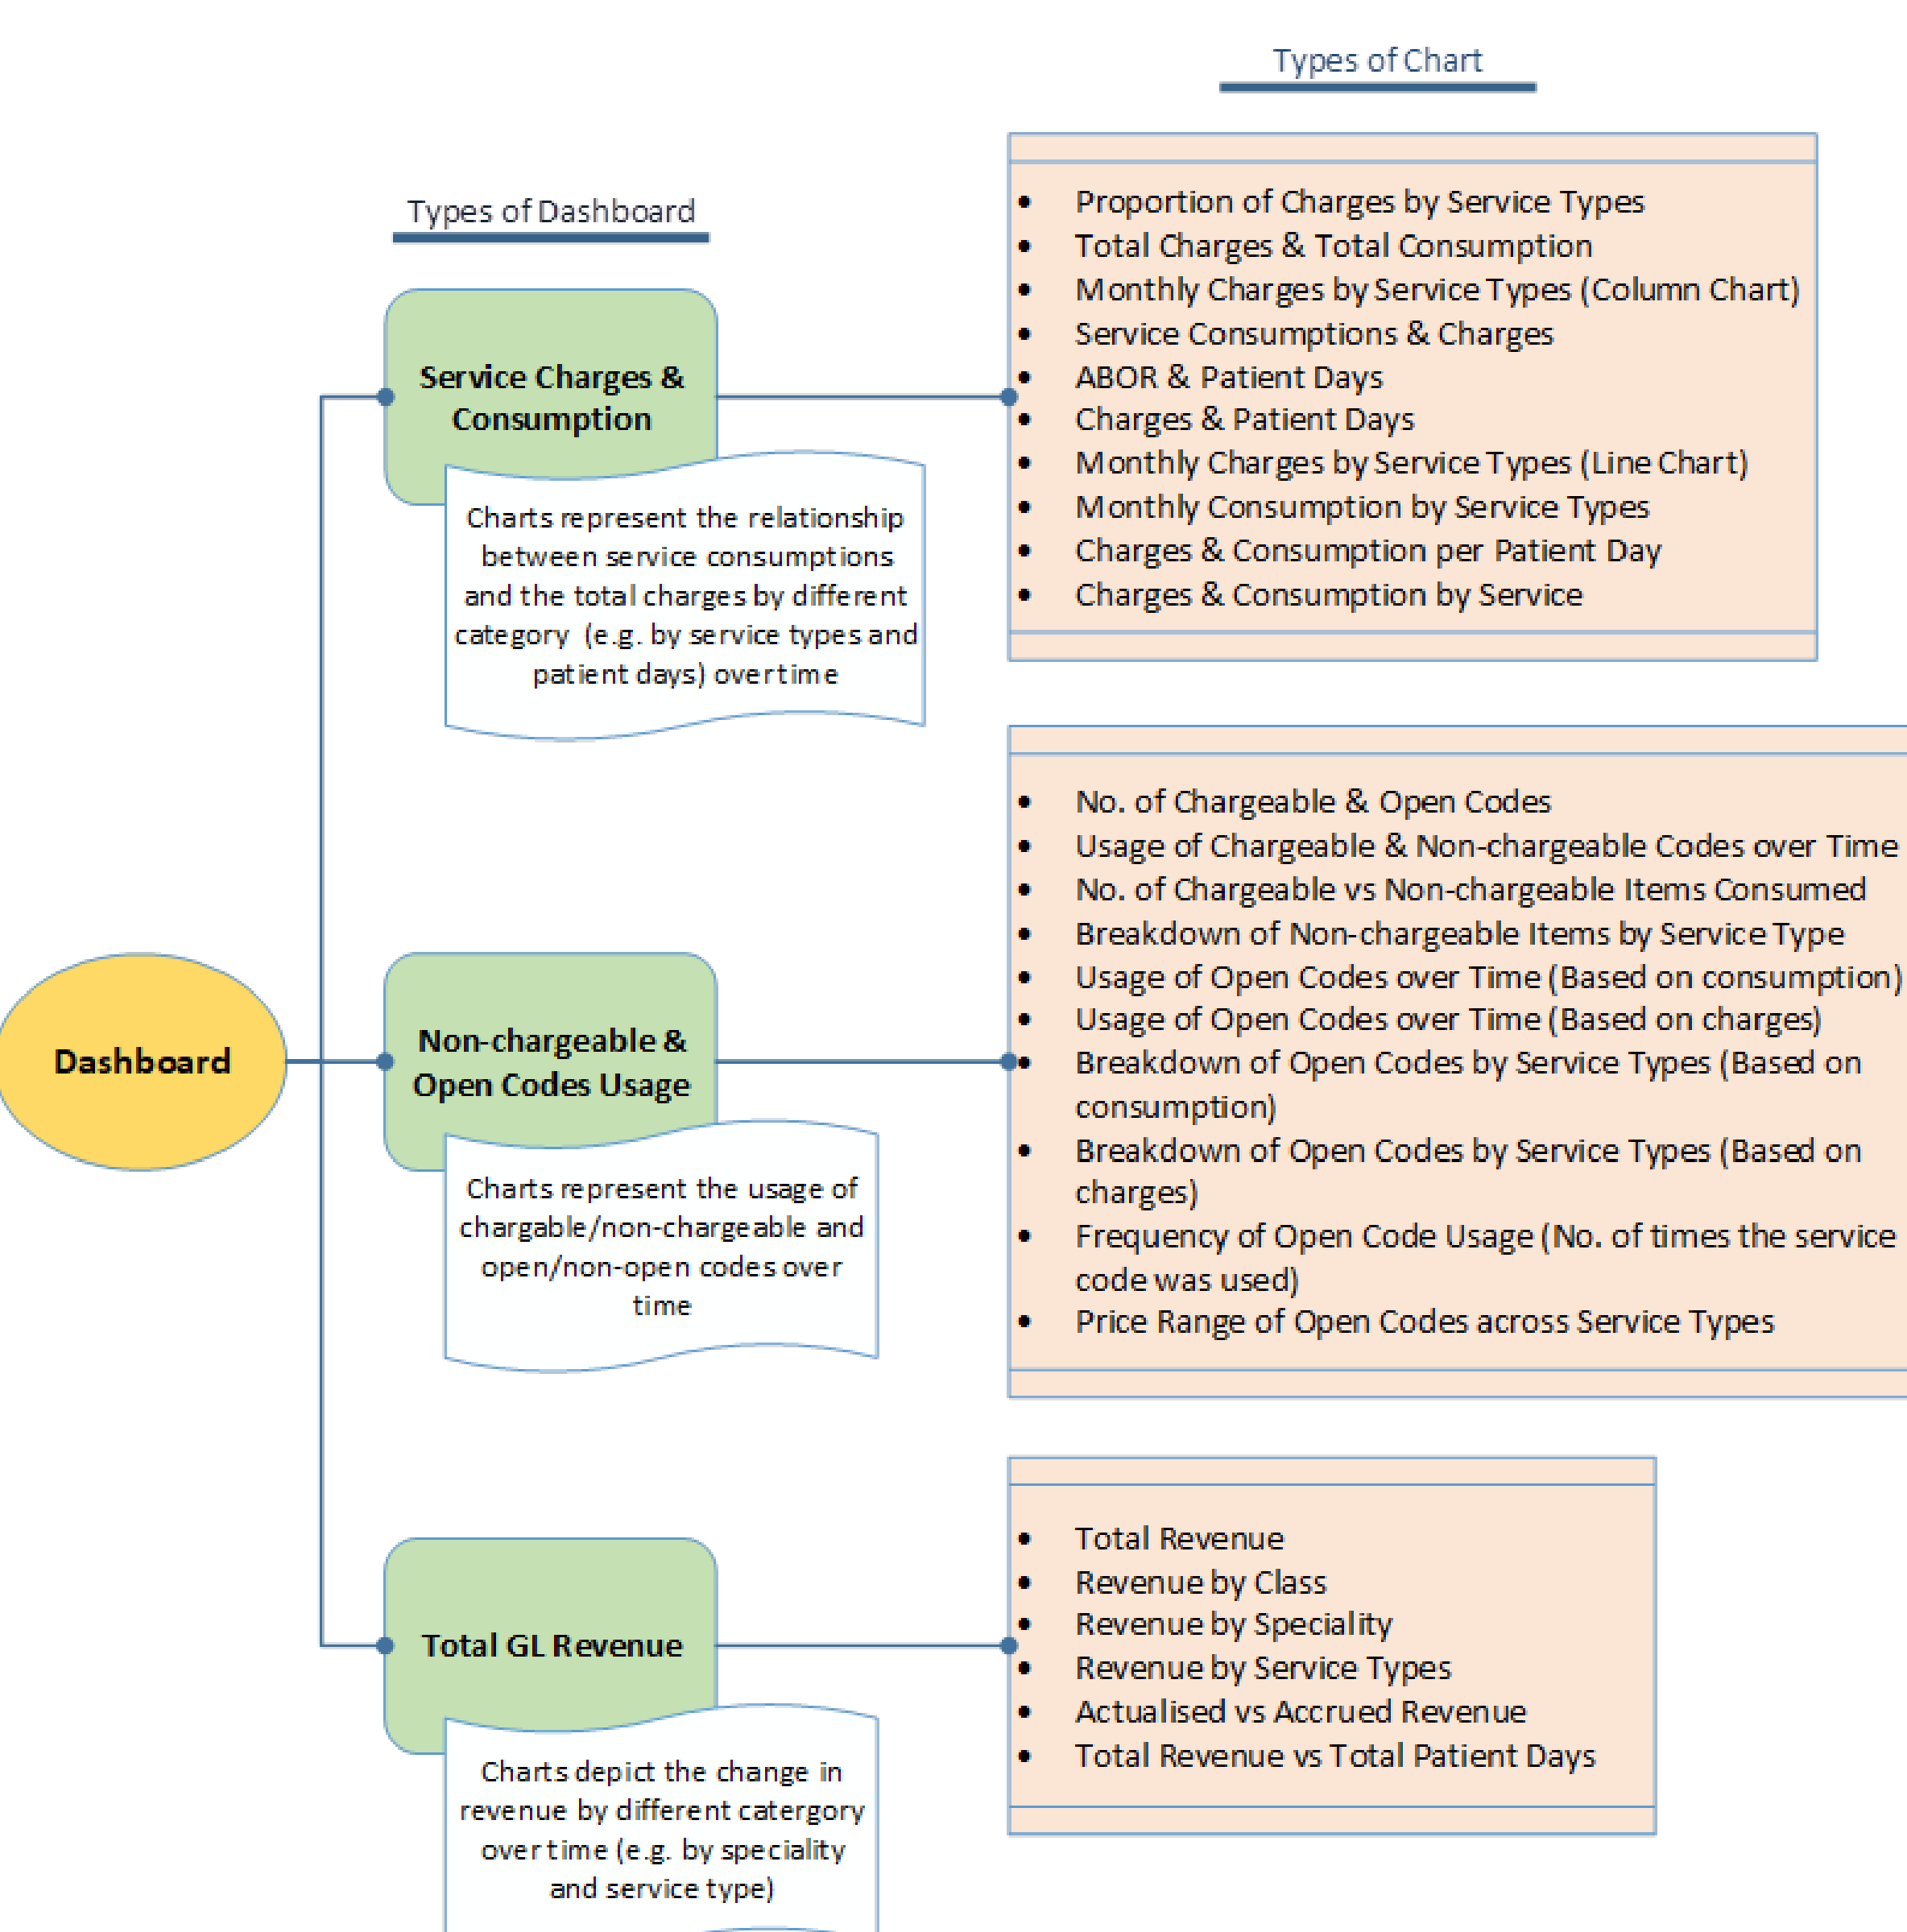 Types of Chart
Types of Dashboard
• Proportion of Charges by Service Types
• Total Charges & Total Consumption
• Monthly Charges by Service Types (Column Chart)
• Service Consumptions & Charges
• ABOR & Patient Days
• Charges & Patient Days
• Monthly Charges by Service Types (Line Chart)
• Monthly Consumption by Service Types
• Charges & Consumption per Patient Day
• Charges & Consumption by Service
Service Charges &
Consumption
Charts represent the relationship
between service consumptions
and the total charges by different
category (e.g. by service types and
patient days) overtime
Dashboard
Non-chargeable &
Open Codes Usage
Charts represent the usage of
chargable/non-chargeable and
open/non-open codes over
time
• No. of Chargeable & Open Codes
• Usage of Chargeable & Non-chargeable Codes over Time
• No. of Chargeable vs Non-chargeable Items Consumed
• Breakdown of Non-chargeable Items by Service Type
• Usage of Open Codes over Time (Based on consumption)
• Usage of Open Codes over Time (Based on charges)
• Breakdown of Open Codes by Service Types (Based on
consumption)
• Breakdown of Open Codes by Service Types (Based on
charges)
• Frequency of Open Code Usage (No. of times the service
code was used)
• Price Range of Open Codes across Service Types
Total GL Revenue
Charts depict the change in
revenue by different catergory
over time (e.g. by speciality
and service type)
• Total Revenue
• Revenue by Class
• Revenue by Speciality
• Revenue by Service Types
• Actualised vs Accrued Revenue
• Total Revenue vs Total Patient Days